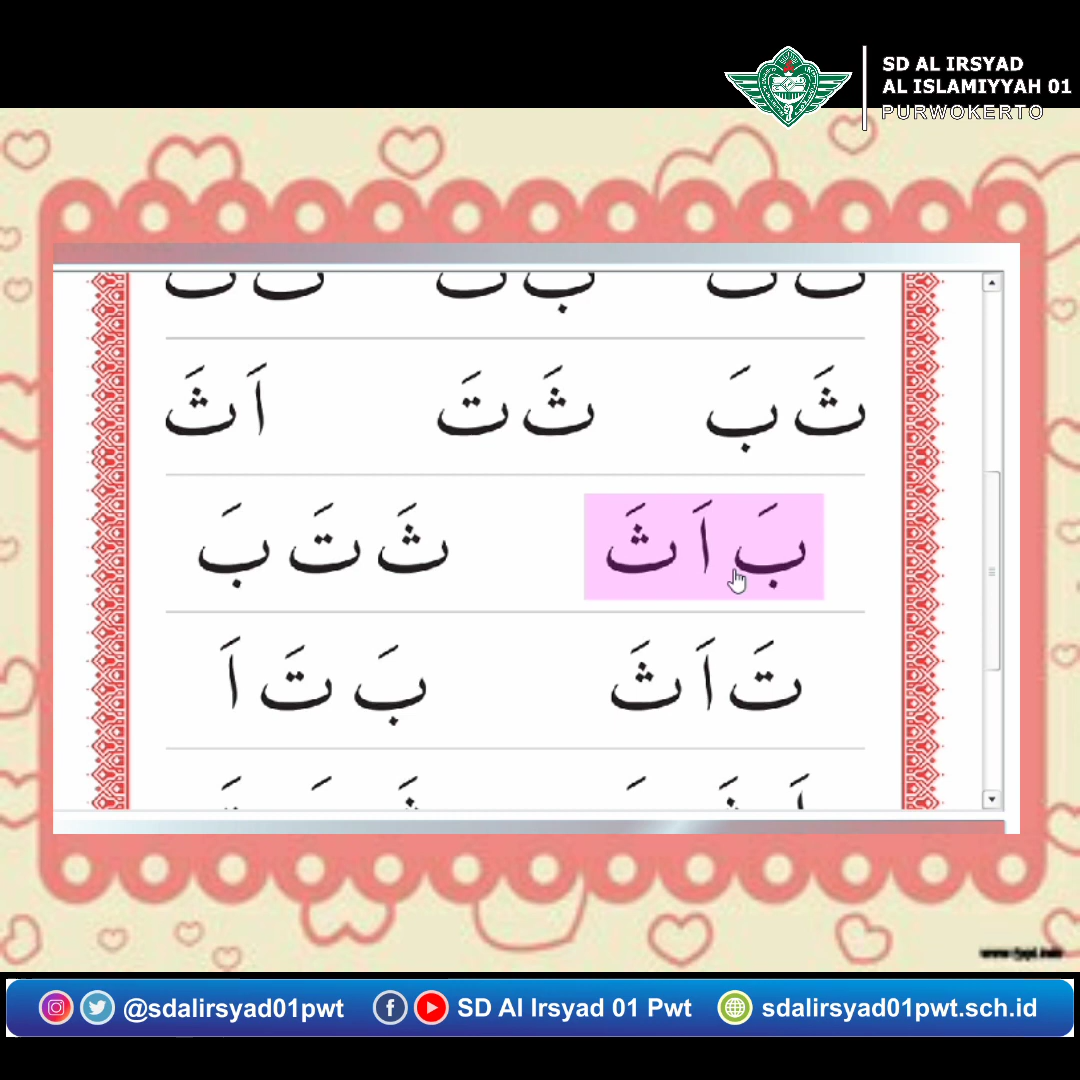 SD AL IRSYAD
AL ISLAMIYYAH 01
PURWOKERTO
ثَ بَ ثَ تَ اَ ثَ
بَ اَ ثَ ثَ تَ بَ
تَ اَ ثَ بَ تَ اَ
@sdalirsyad01pwt SD Al Irsyad 01 Pwt sdalirsyad01pwt.sch.id